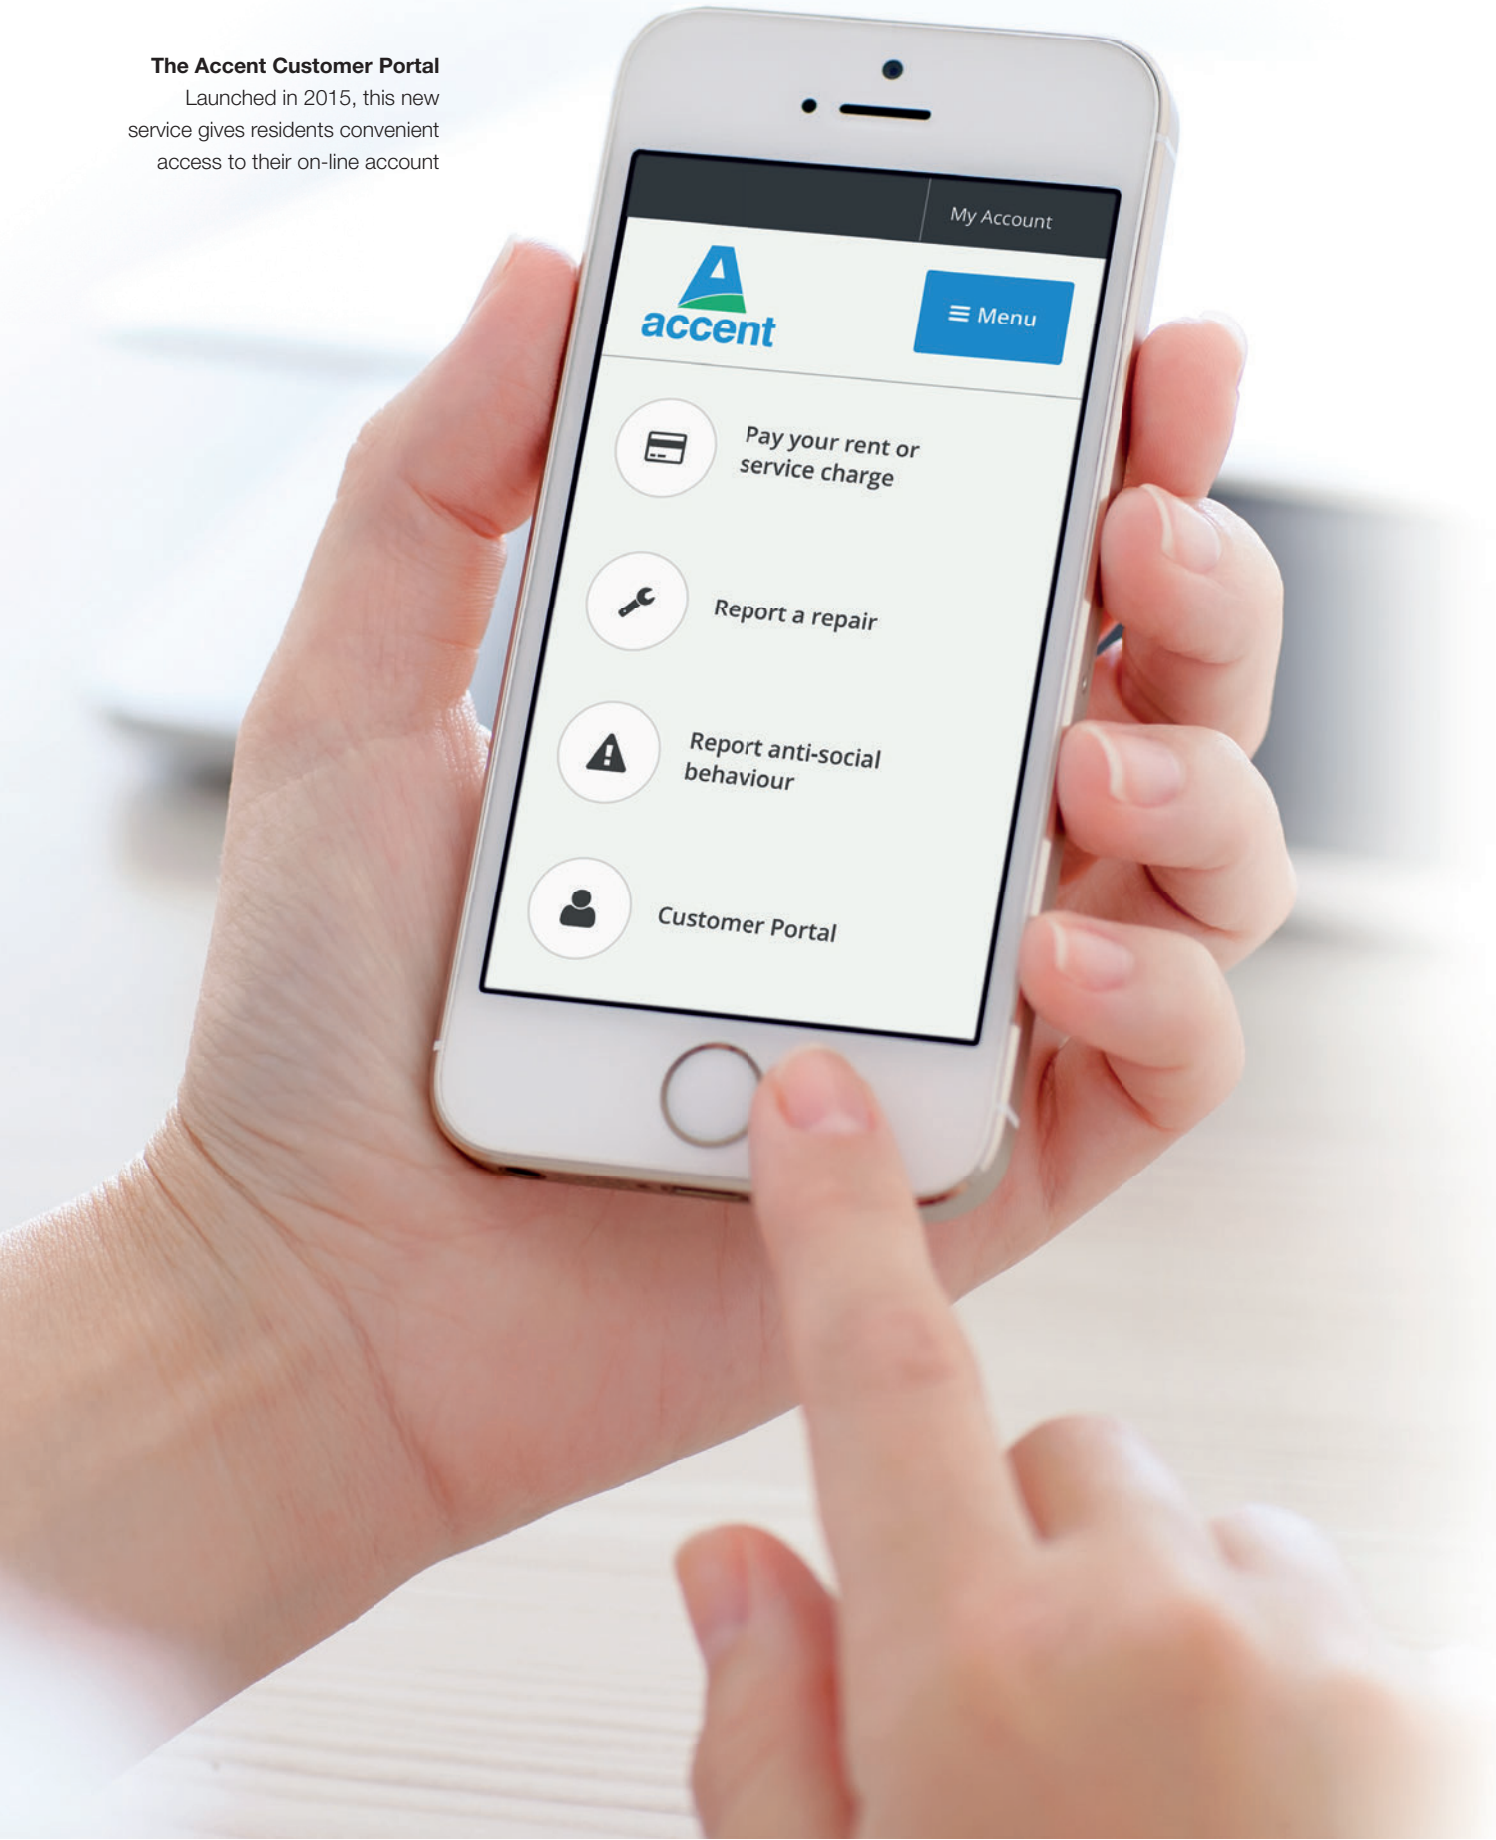 The Accent Customer Portal
Launched in 2015, this new
service gives residents convenient
access to their on-line account
My Account
accent
Menu
Pay your rent or
service charge
Report a repair
Report anti-social
behaviour
Customer Portal